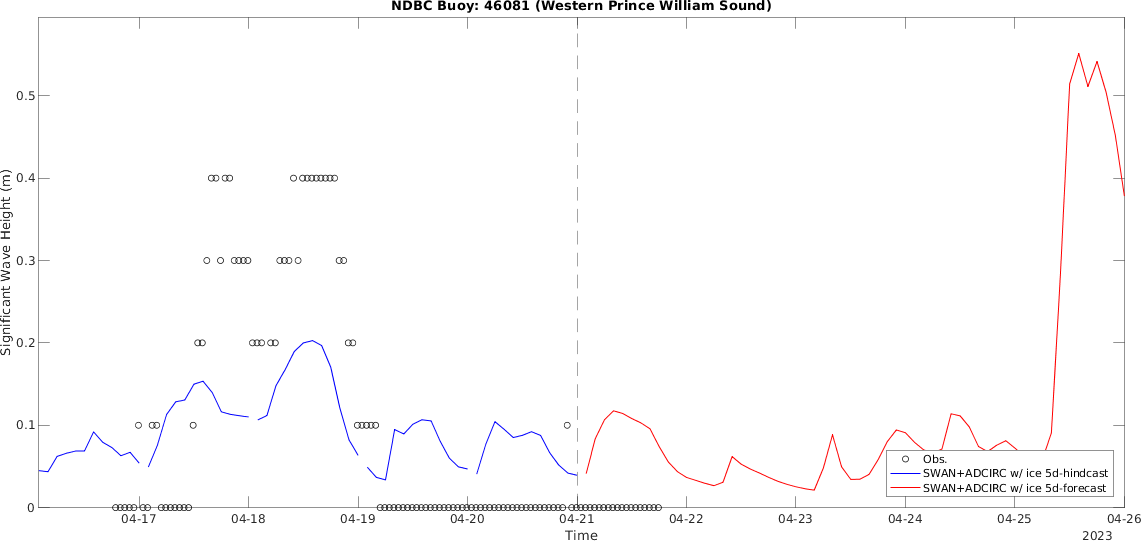 NDBC Buoy: 46081 (Western Prince William Sound)
Significant Wave Height (m)
0.5
0.4
0.3
0.2
0.1
0
04-17 04-18 04-19 04-20 04-21 04-22 04-23 04-24 04-25 04-26
Time
2023
Obs.
SWAN+ADCIRC w/ ice 5d-hindcast
SWAN+ADCIRC w/ ice 5d-forecast